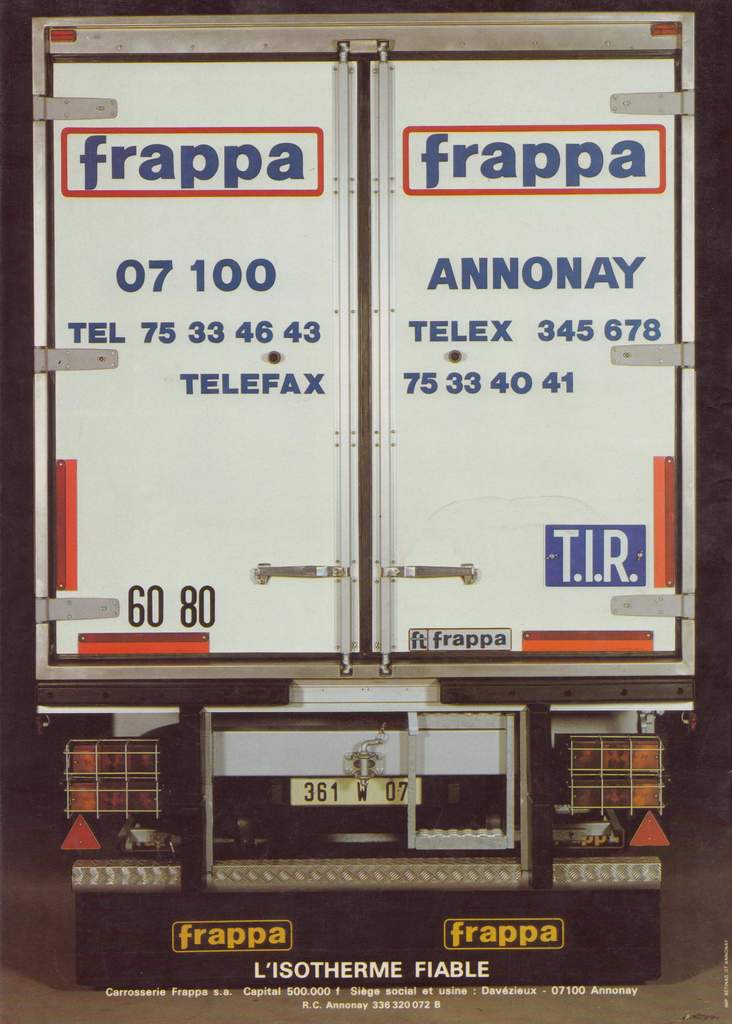 frappa frappa
07 100 ANNONAY
TEL 75 33 46 43 TELEX 345 678
TELEFAX 75 33 40 41
T.I.R.
60 80
ft frappa
361 W 07
frappa frappa
L'ISOTHERME FIABLE
Carrosserie Frappa s.a. Capital 500.000 f Siège social et usine : Davézieux - 07100 Annonay
R.C. Annonay 336 320 072 B